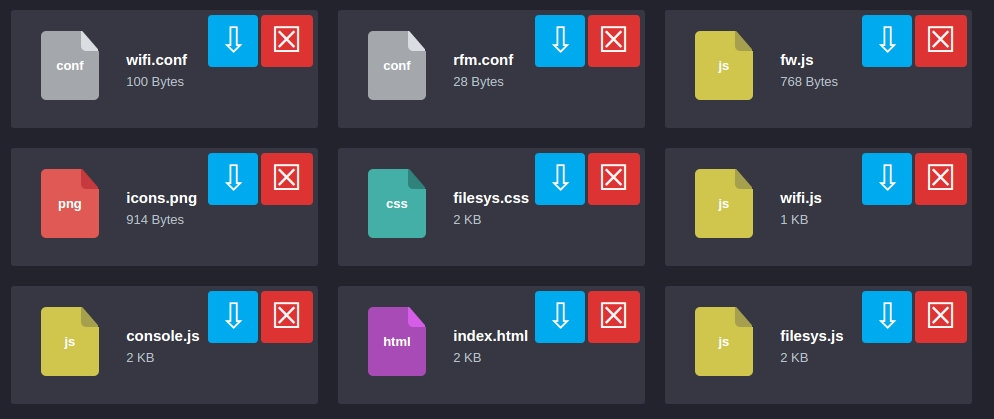 conf
wifi.conf
100 Bytes
conf
rfm.conf
28 Bytes
js
fw.js
768 Bytes
png
icons.png
914 Bytes
css
filesys.css
2 KB
js
wifi.js
1 KB
js
console.js
2 KB
html
index.html
2 KB
js
filesys.js
2 KB